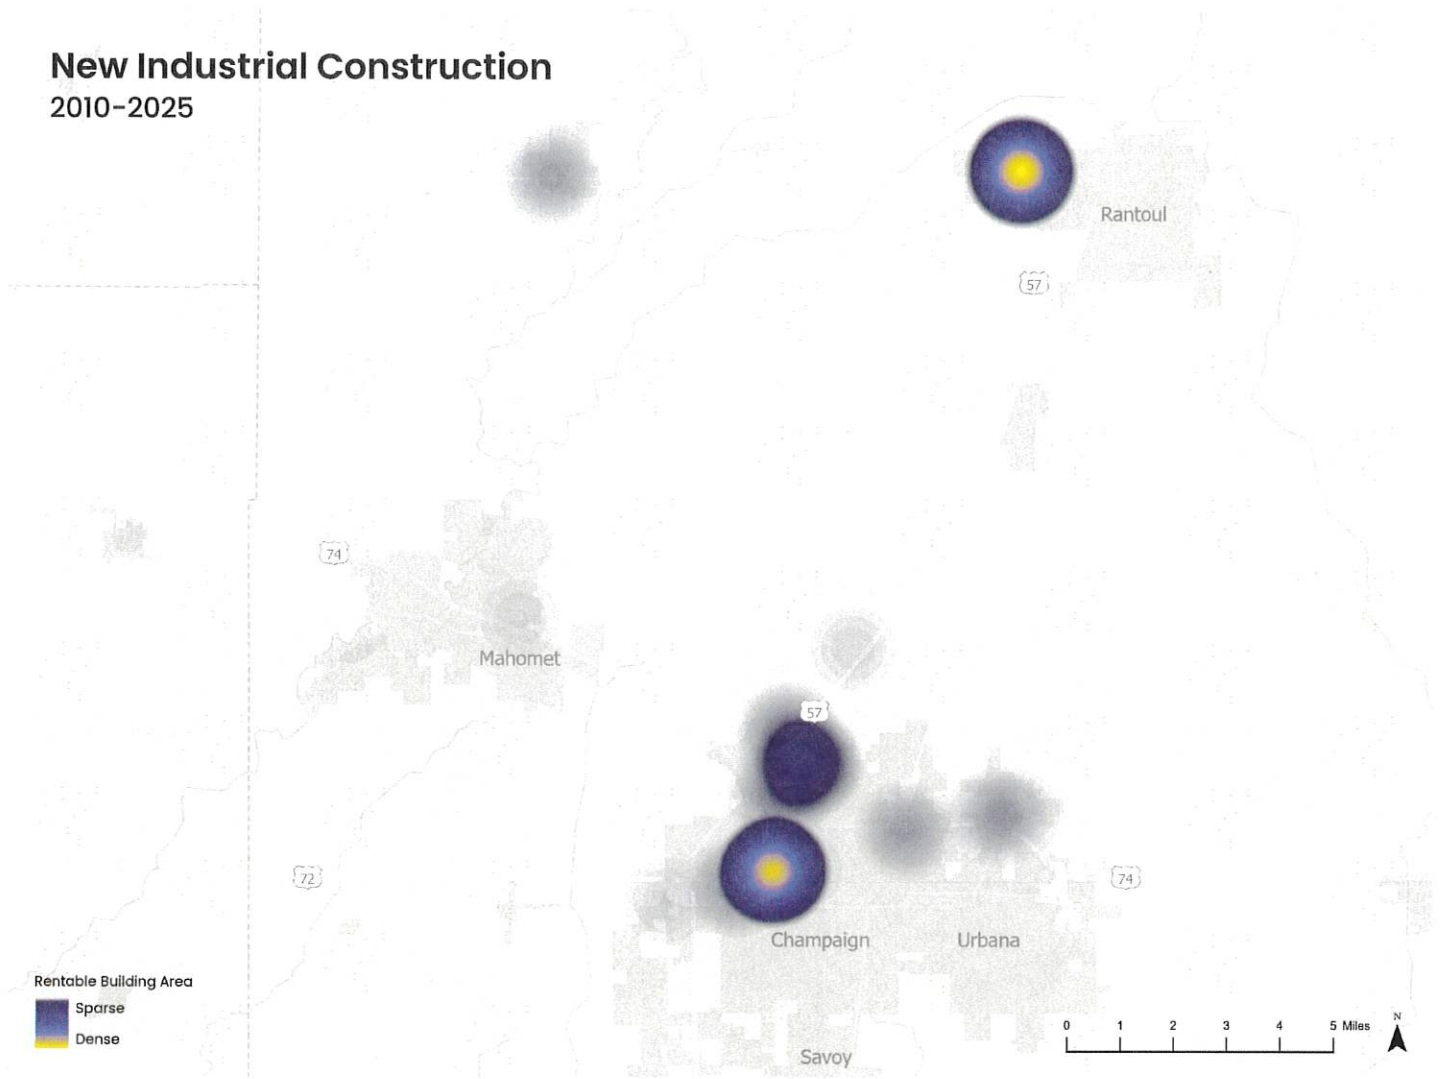 New Industrial Construction
2010-2025
Rantoul
57
74
Mahomet
57
72
74
Champaign
Urbana
Rentable Building Area
Sparse
Dense
0 1 2 3 4 5 Miles
N
Savoy